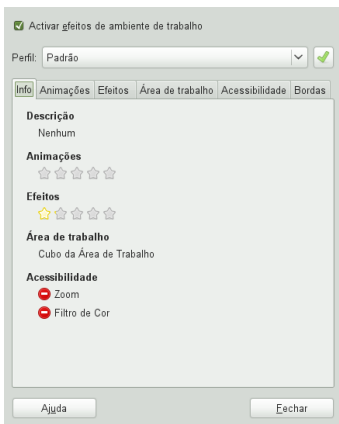 Activar efeitos de ambiente de trabalho
Perfil: Padrão
Info Animações Efeitos Área de trabalho Acessibilidade Bordas
Descrição
Nenhum
Animações
Efeitos
Área de trabalho
Cubo da Área de Trabalho
Acessibilidade
Zoom
Filtro de Cor
Ajuda Fechar